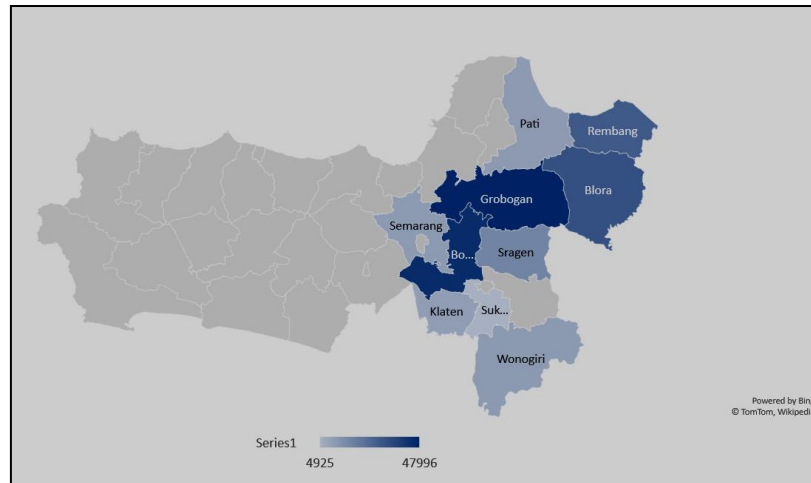 Pati
Rembang
Grobogan
Blora
Semarang
Bo...
Sragen
Klaten
Suk...
Wonogiri
Powered by Bin
© TomTom, Wikipedi
Series1
4925
47996